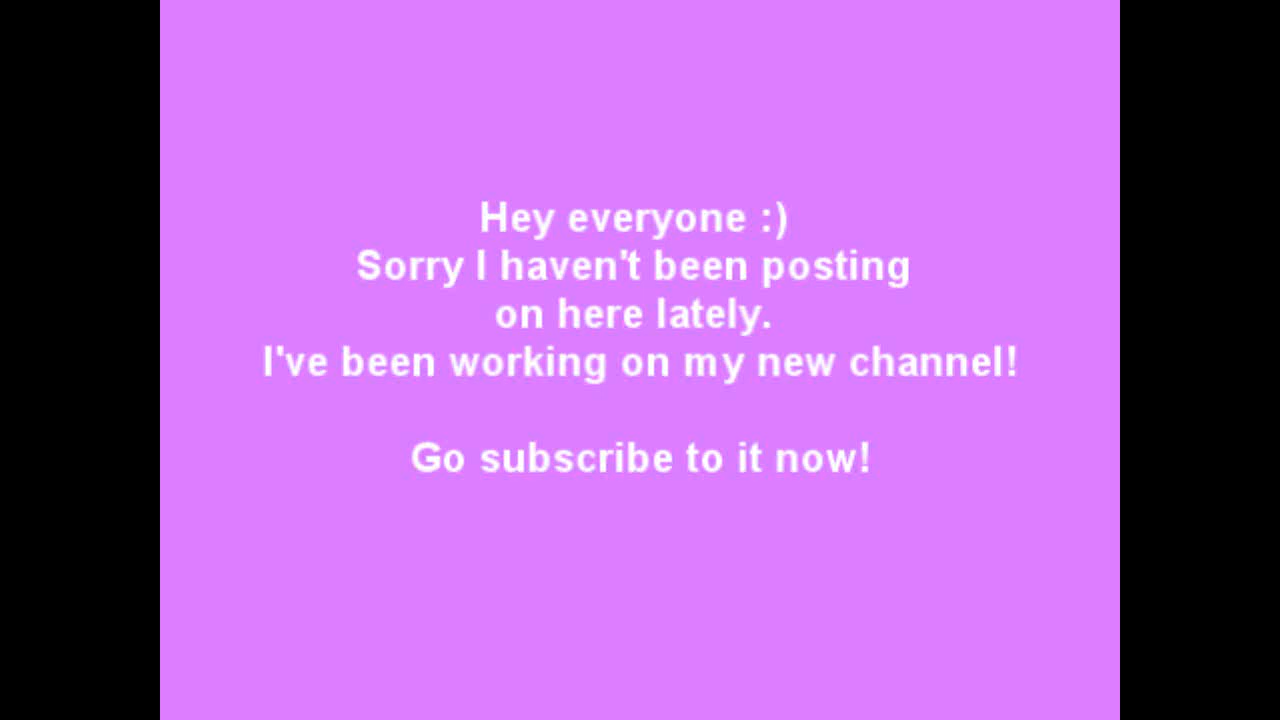 Hey everyone :)
Sorry I haven't been posting
on here lately.
I've been working on my new channel!
Go subscribe to it now!